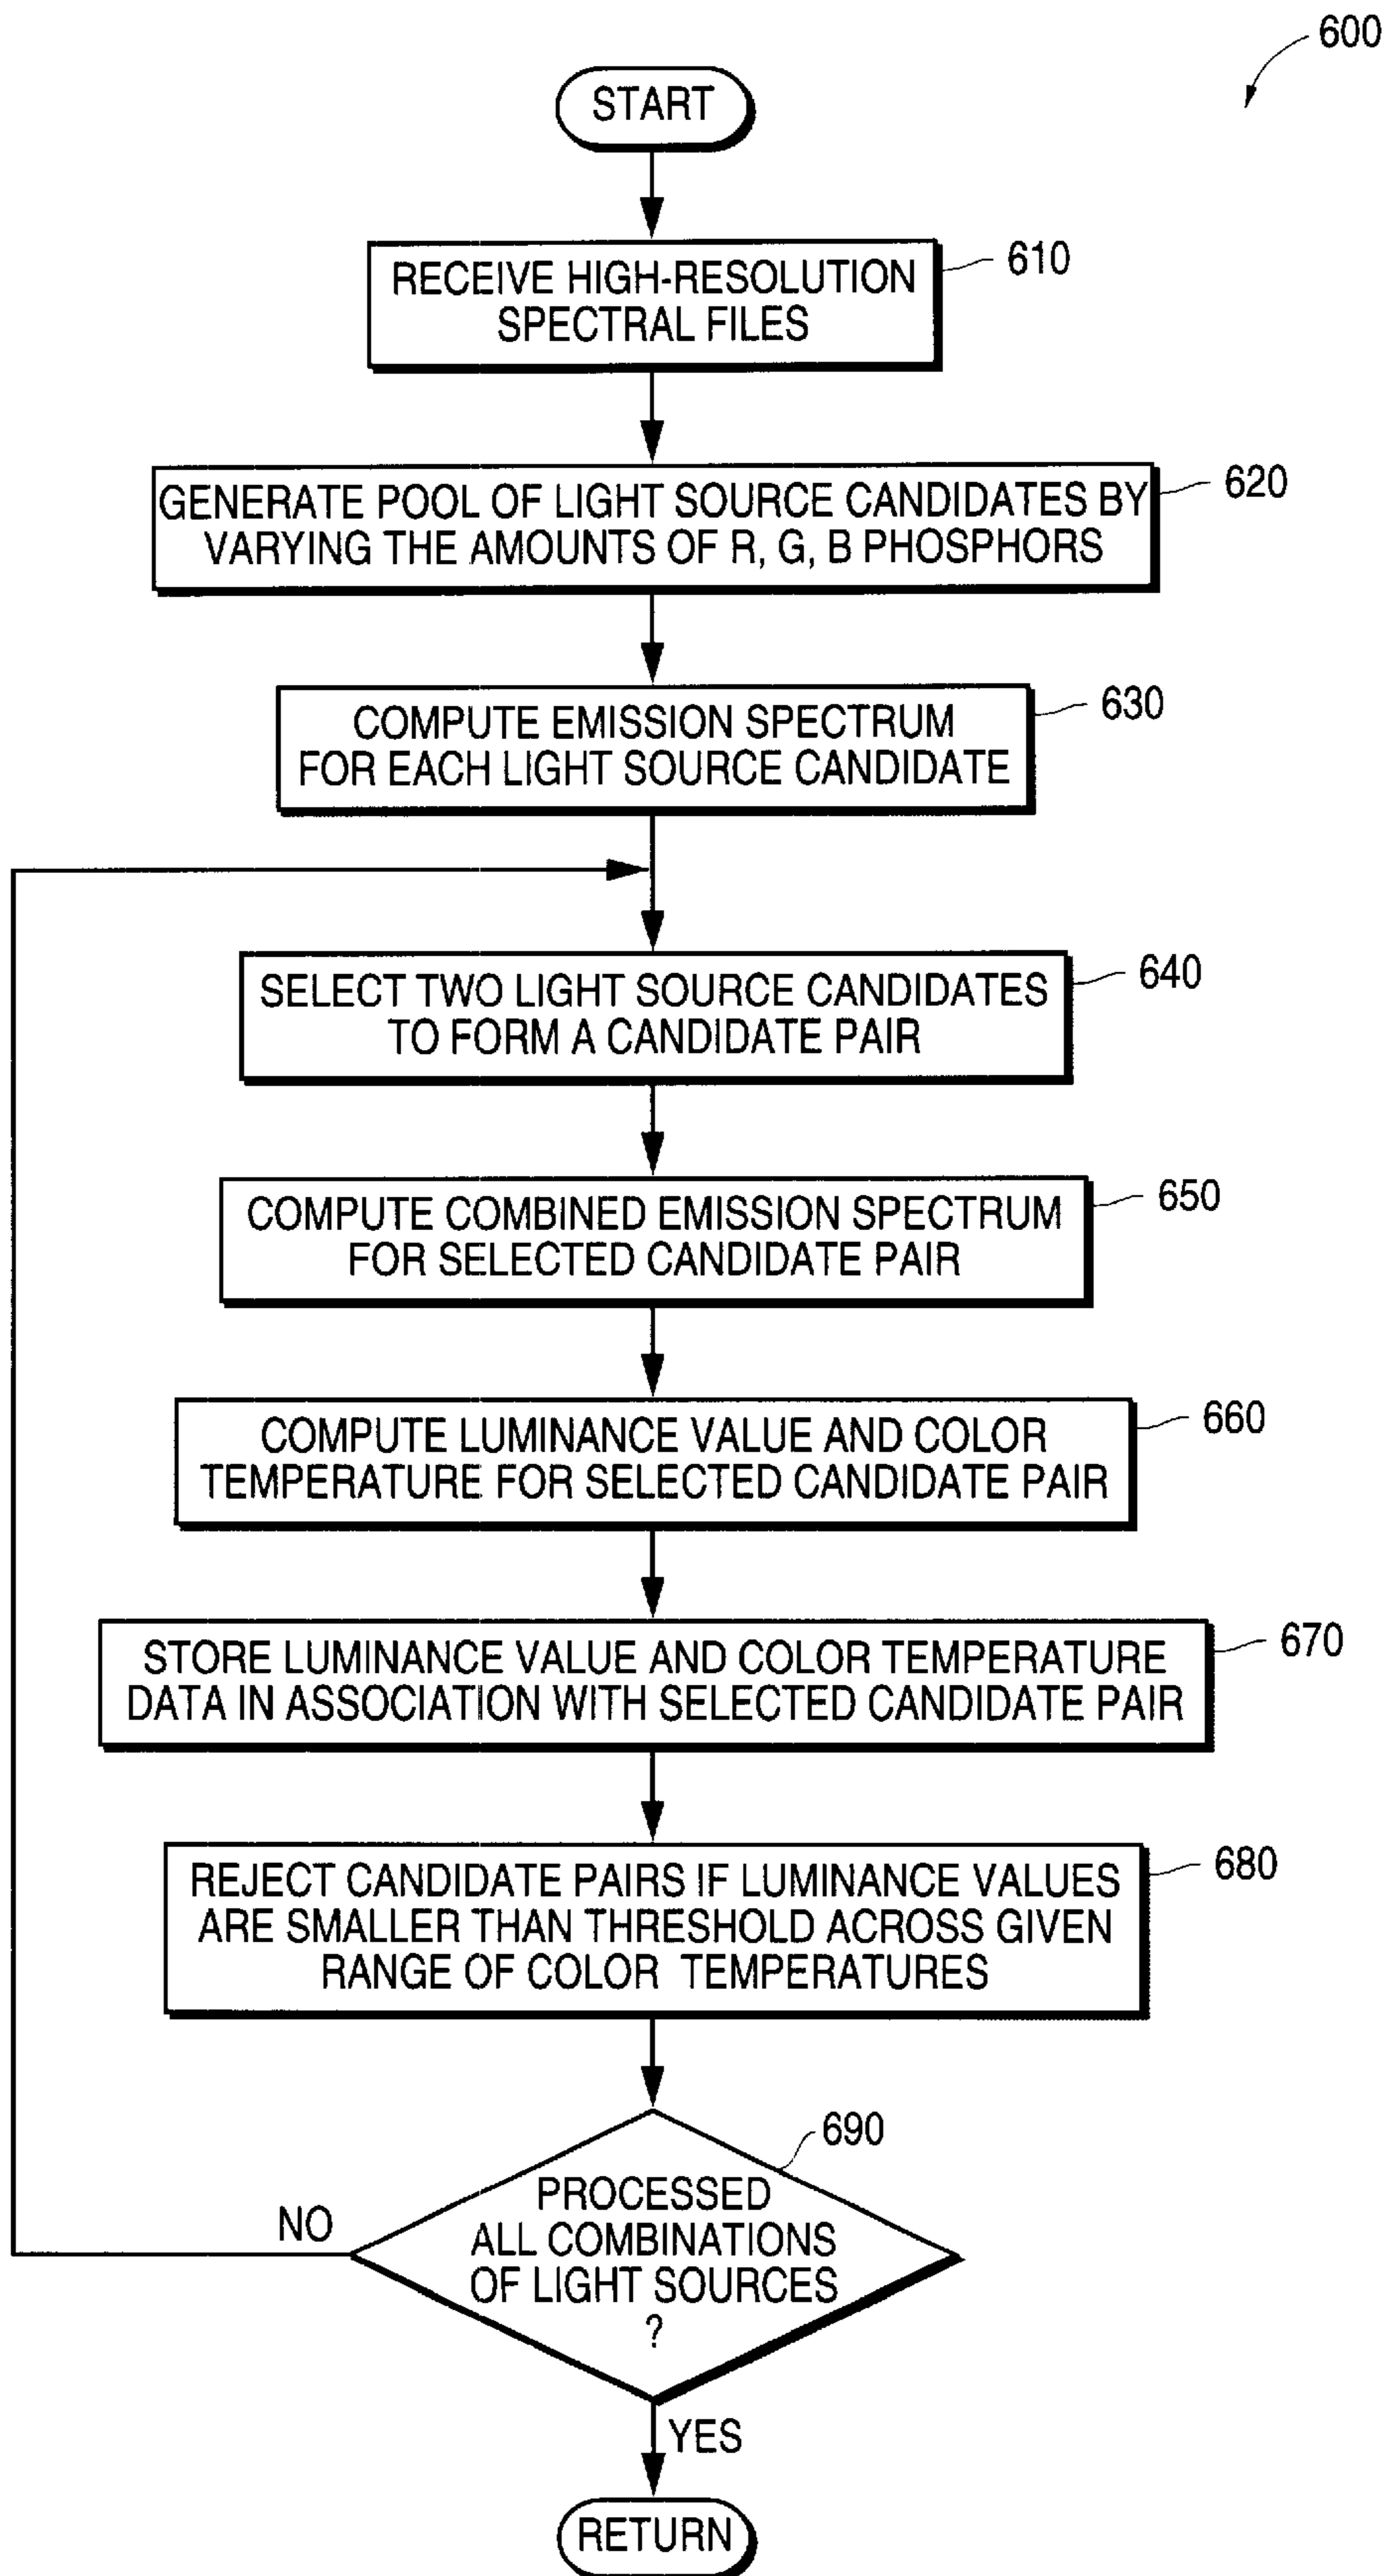 600
START
RECEIVE HIGH-RESOLUTION
SPECTRAL FILES
610
GENERATE POOL OF LIGHT SOURCE CANDIDATES BY
VARYING THE AMOUNTS OF R, G, B PHOSPHORS
620
COMPUTE EMISSION SPECTRUM
FOR EACH LIGHT SOURCE CANDIDATE
630
SELECT TWO LIGHT SOURCE CANDIDATES
TO FORM A CANDIDATE PAIR
640
COMPUTE COMBINED EMISSION SPECTRUM
FOR SELECTED CANDIDATE PAIR
650
COMPUTE LUMINANCE VALUE AND COLOR
TEMPERATURE FOR SELECTED CANDIDATE PAIR
660
STORE LUMINANCE VALUE AND COLOR TEMPERATURE
DATA IN ASSOCIATION WITH SELECTED CANDIDATE PAIR
670
REJECT CANDIDATE PAIRS IF LUMINANCE VALUES
ARE SMALLER THAN THRESHOLD ACROSS GIVEN
RANGE OF COLOR TEMPERATURES
680
690
PROCESSED
ALL COMBINATIONS
OF LIGHT SOURCES
?
NO
YES
RETURN